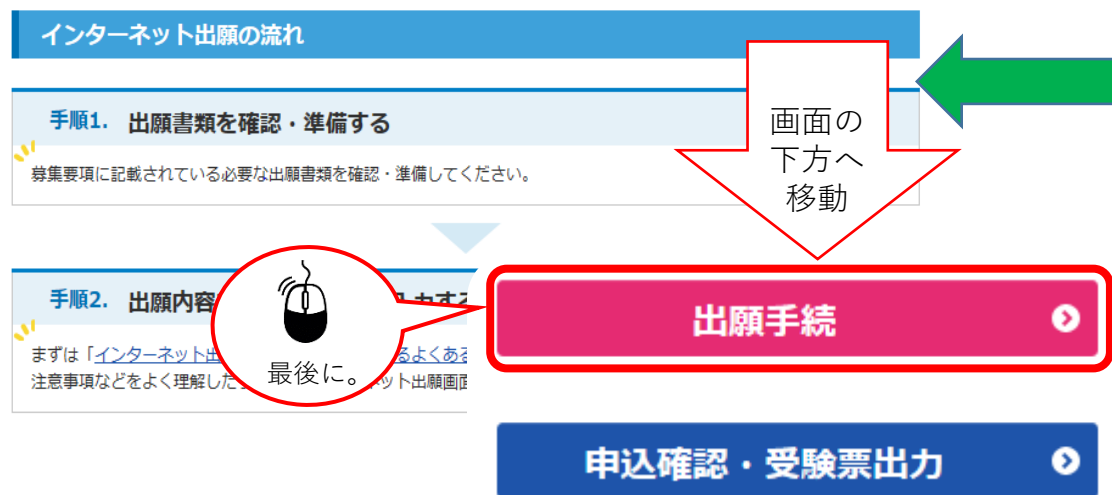 インターネット出願の流れ
手順1. 出願書類を確認・準備する
募集要項に記載されている必要な出願書類を確認・準備してください。
画面の
下方へ
移動
手順2. 出願内容
まずは「インターネット出
るよくある
注意事項などをよく理解した
ット出願画面
最後に。
出願手続
申込確認・受験票出力